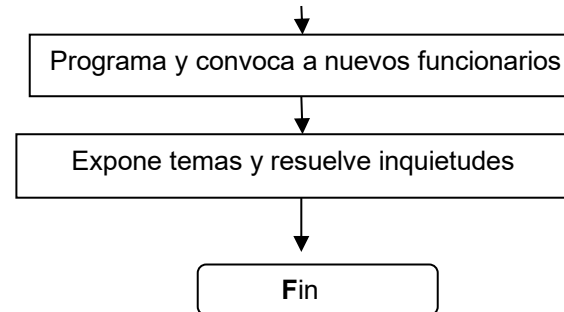 Programa y convoca a nuevos funcionarios
Expone temas y resuelve inquietudes
Fin